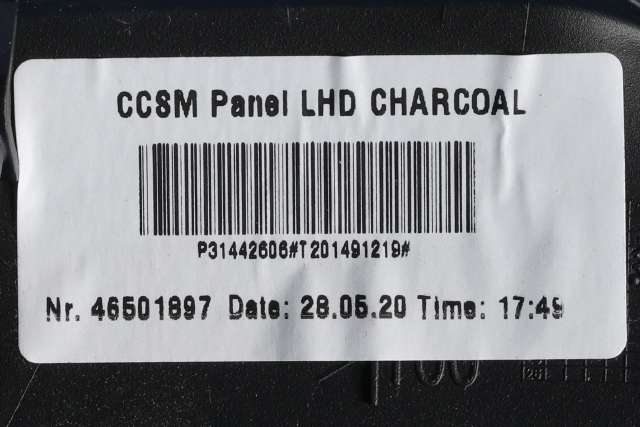 CCSM Panel LHD CHARCOAL
P31442606#T201491219#
Nr. 46501897 Date: 28.05.20 Time: 17:49